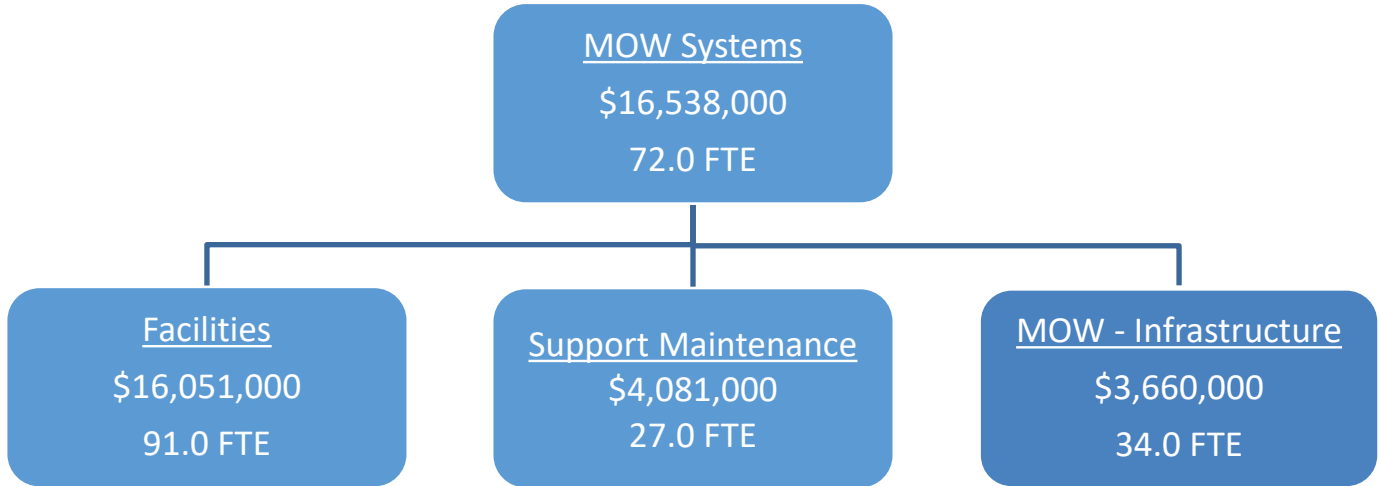 MOW Systems
$16,538,000
72.0 FTE
Facilities
$16,051,000
91.0 FTE
Support Maintenance
$4,081,000
27.0 FTE
MOW - Infrastructure
$3,660,000
34.0 FTE